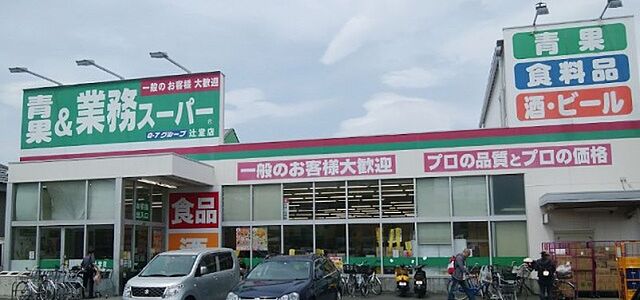 一般のお客様 大歓迎
青果&業務スーパー
G-7グループ 辻堂店
一般のお客様大歓迎
プロの品質とプロの価格
青果
食料品
酒・ビール
食品
酒